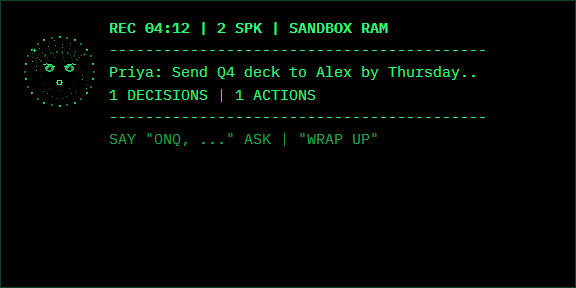 REC 04:12 | 2 SPK | SANDBOX RAM
------------------------------------------
Priya: Send Q4 deck to Alex by Thursday..
1 DECISIONS | 1 ACTIONS
------------------------------------------
SAY "ONQ, ..." ASK | "WRAP UP"